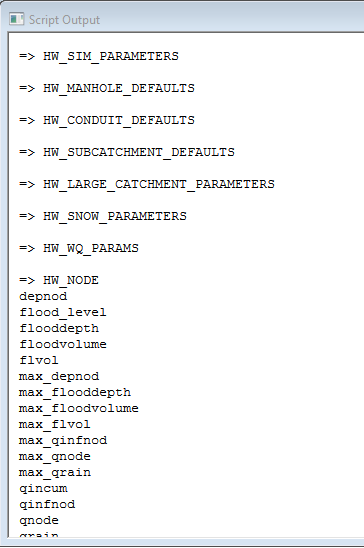 Script Output
=> HW_SIM_PARAMETERS
=> HW_MANHOLE_DEFAULTS
=> HW_CONDUIT_DEFAULTS
=> HW_SUBCATCHMENT_DEFAULTS
=> HW_LARGE_CATCHMENT_PARAMETERS
=> HW_SNOW_PARAMETERS
=> HW_WQ_PARAMS
=> HW_NODE
depnod
flood_level
flooddepth
floodvolume
flvol
max_depnod
max_flooddepth
max_floodvolume
max_flvol
max_qinfnod
max_qnode
max_qrain
qincum
qinfnod
qnode
qrain